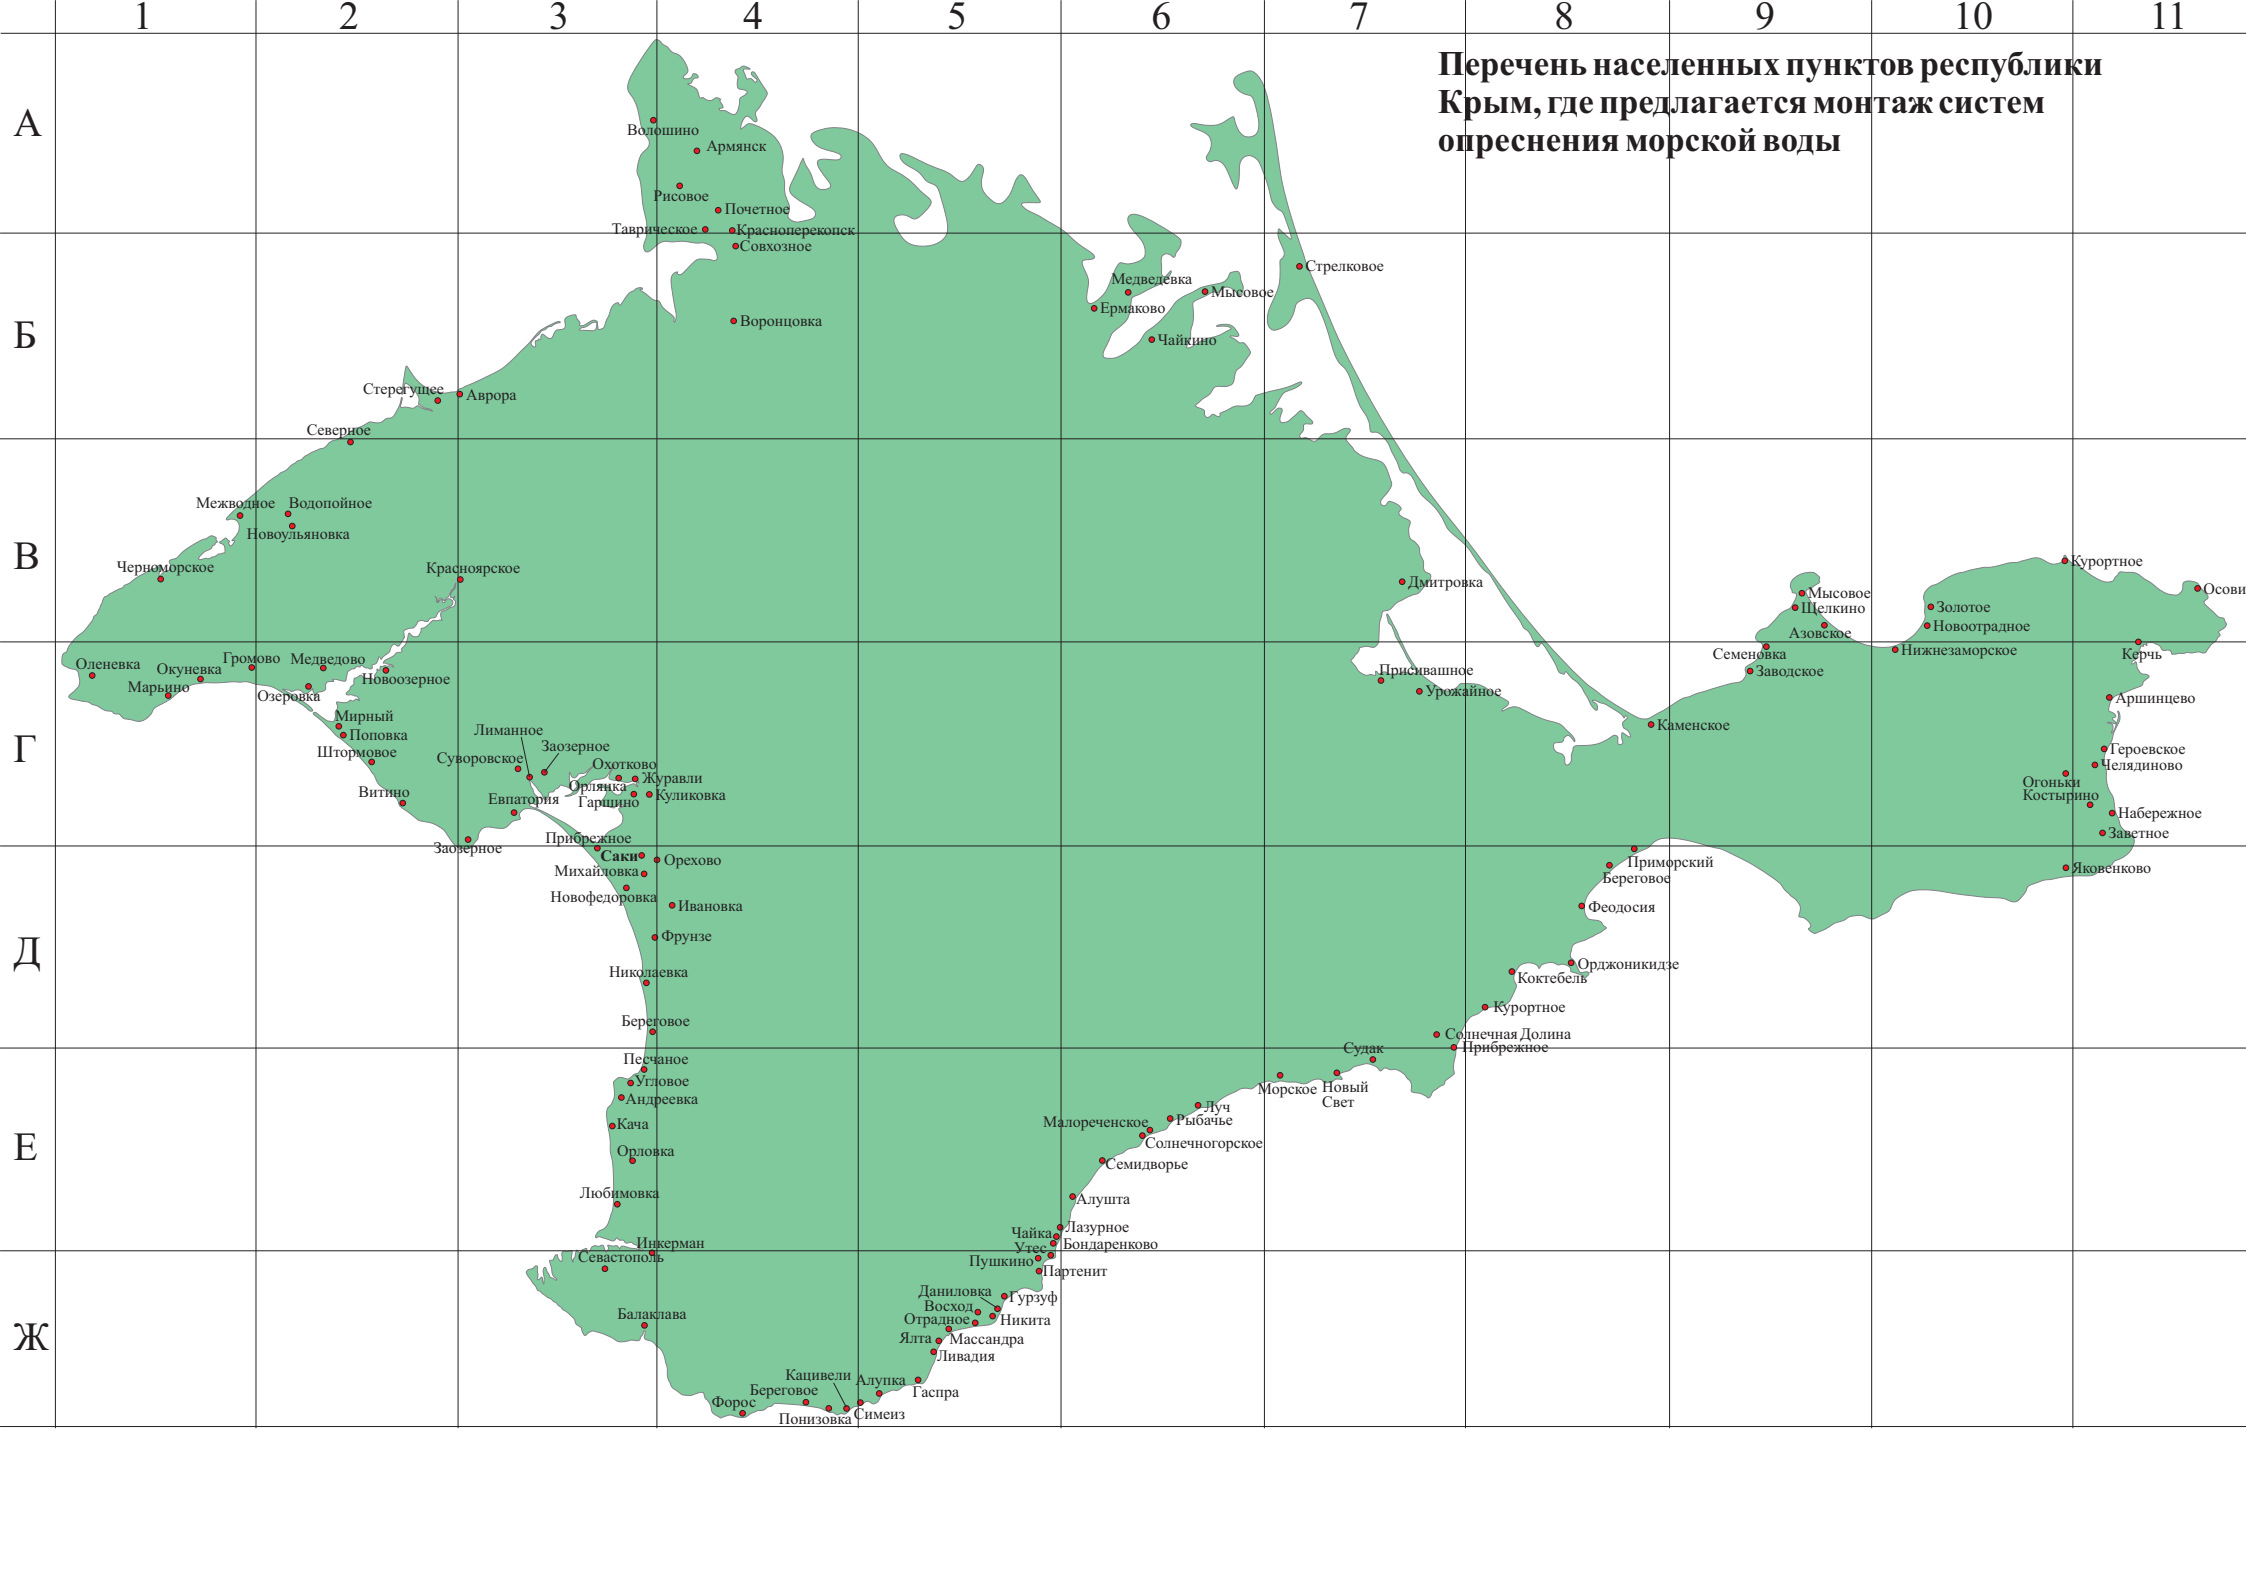 1 2 3 4 5 6 7 8 9 10 11
Перечень населенных пунктов республики
Крым, где предлагается монтаж систем
опреснения морской воды
А
Волошино
Армянск
Рисовое
Почетное
Таврическое
Красноперекопск
Совхозное
Б
Стрелковое
Медведевка
Мысовое
Ермаково
Воронцовка
Чайкино
Стерегущее
Аврора
Северное
В
Межводное
Водопойное
Новоульяновка
Черноморское
Красноярское
Дмитровка
Курортное
Осови
Мысовое
Щелкино
Азовское
Золотое
Новоотрадное
Г
Оленевка
Окуневка
Марьино
Громово
Медведово
Озеровка
Новоозерное
Мирный
Поповка
Штормовое
Витино
Лиманное
Заозерное
Суворовское
Евпатория
Заозерное
Охотково
Журавли
Орлянка
Гаршино
Куликовка
Прибрежное
Присивашное
Урожайное
Каменское
Семеновка
Заводское
Нижнезаморское
Керчь
Аршинцево
Героевское
Челядиново
Огоньки
Костырино
Набережное
Заветное
Д
Саки
Орехово
Михайловка
Новофедоровка
Ивановка
Фрунзе
Николаевка
Береговое
Приморский
Береговое
Феодосия
Орджоникидзе
Коктебель
Курортное
Солнечная Долина
Прибрежное
Яковенково
Е
Песчаное
Угловое
Андреевка
Кача
Орловка
Любимовка
Инкерман
Судак
Морское
Новый
Свет
Луч
Рыбачье
Малореченское
Солнечногорское
Семидворье
Алушта
Лазурное
Чайка
Бондаренково
Утес
Ж
Севастополь
Балаклава
Пушкино
Партенит
Даниловка
Гурзуф
Восход
Отрадное
Никита
Ялта
Массандра
Ливадия
Кацивели
Алупка
Гаспра
Береговое
Форос
Понизовка
Симеиз